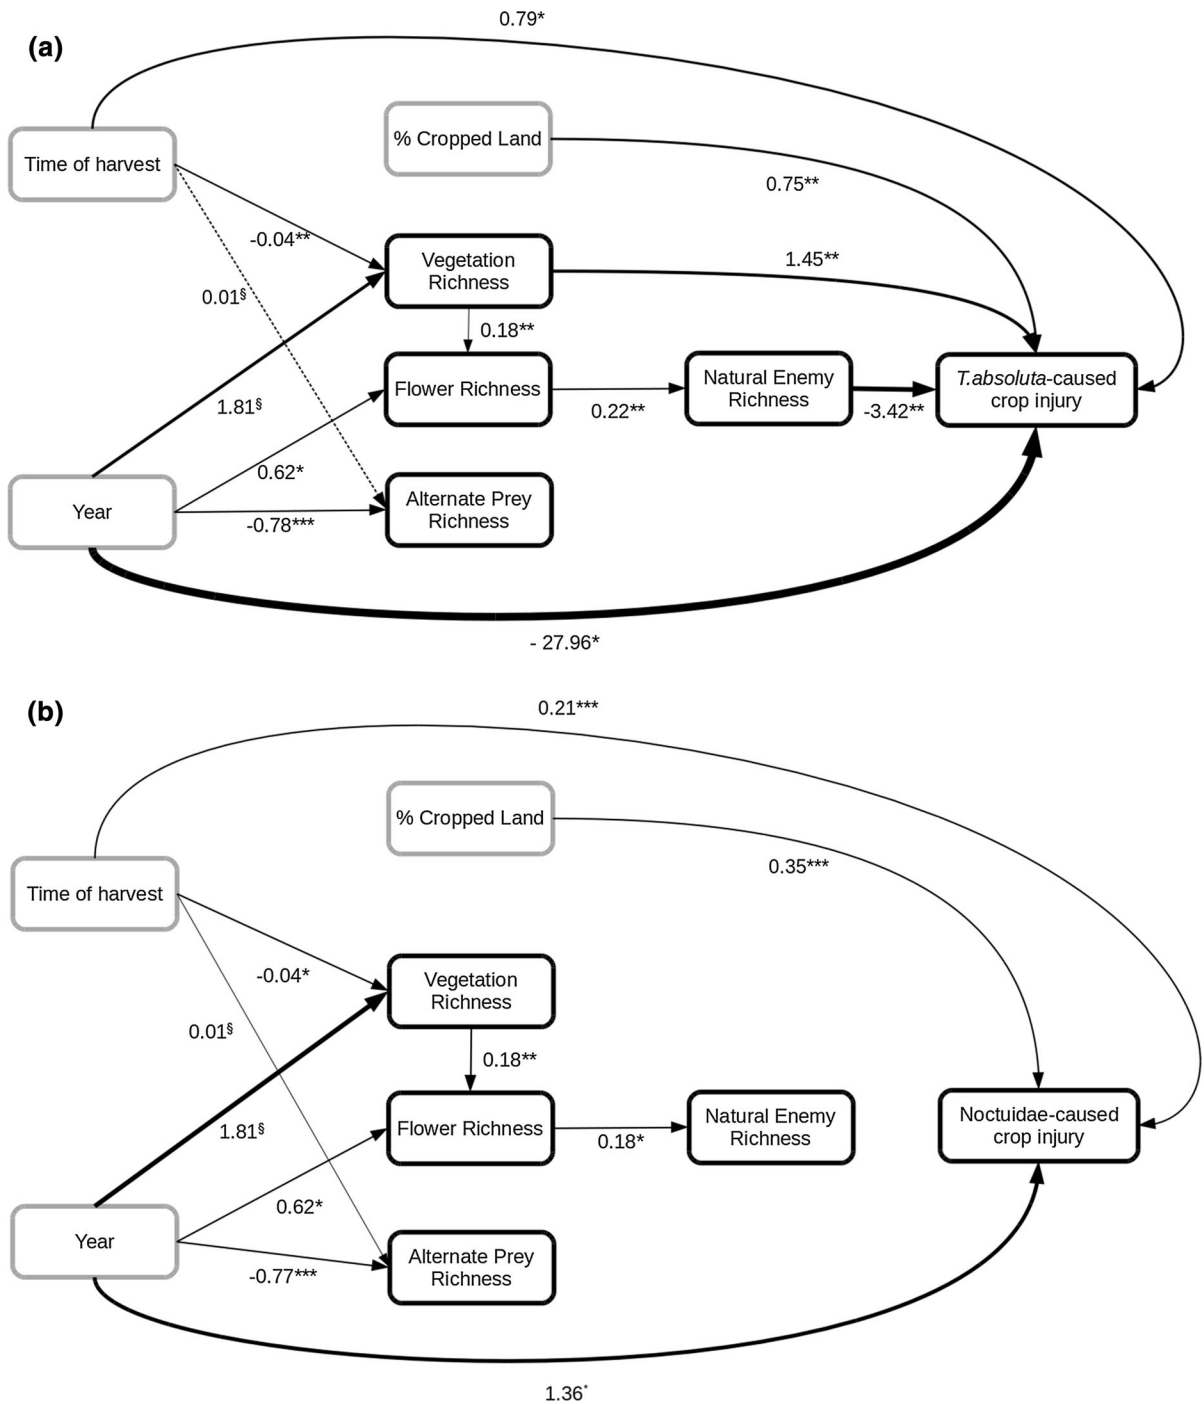 0.79*
(a)
% Cropped Land
Time of harvest
0.75**
-0.04**
Vegetation
Richness
1.45**
0.01§
0.18**
Flower Richness
Natural Enemy
Richness
T.absoluta-caused
crop injury
1.81§
0.22**
-3.42**
0.62*
Year
Alternate Prey
Richness
-0.78***
- 27.96*
(b)
0.21***
% Cropped Land
0.35***
Time of harvest
-0.04*
Vegetation
Richness
0.01§
0.18**
1.81§
Flower Richness
Natural Enemy
Richness
Noctuidae-caused
crop injury
0.18*
0.62*
Year
Alternate Prey
Richness
-0.77***
1.36*